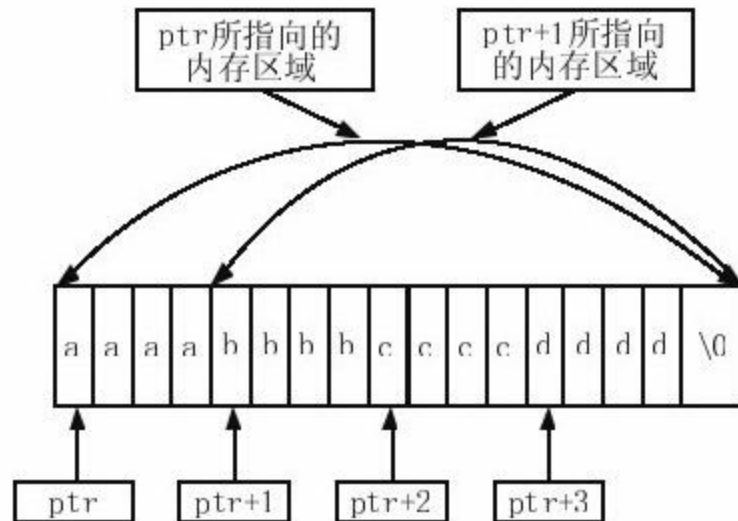 ptr所指向的
内存区域
ptr+1所指向
的内存区域
a a a a b b b b c c c c d d d d \0
ptr
ptr+1
ptr+2
ptr+3